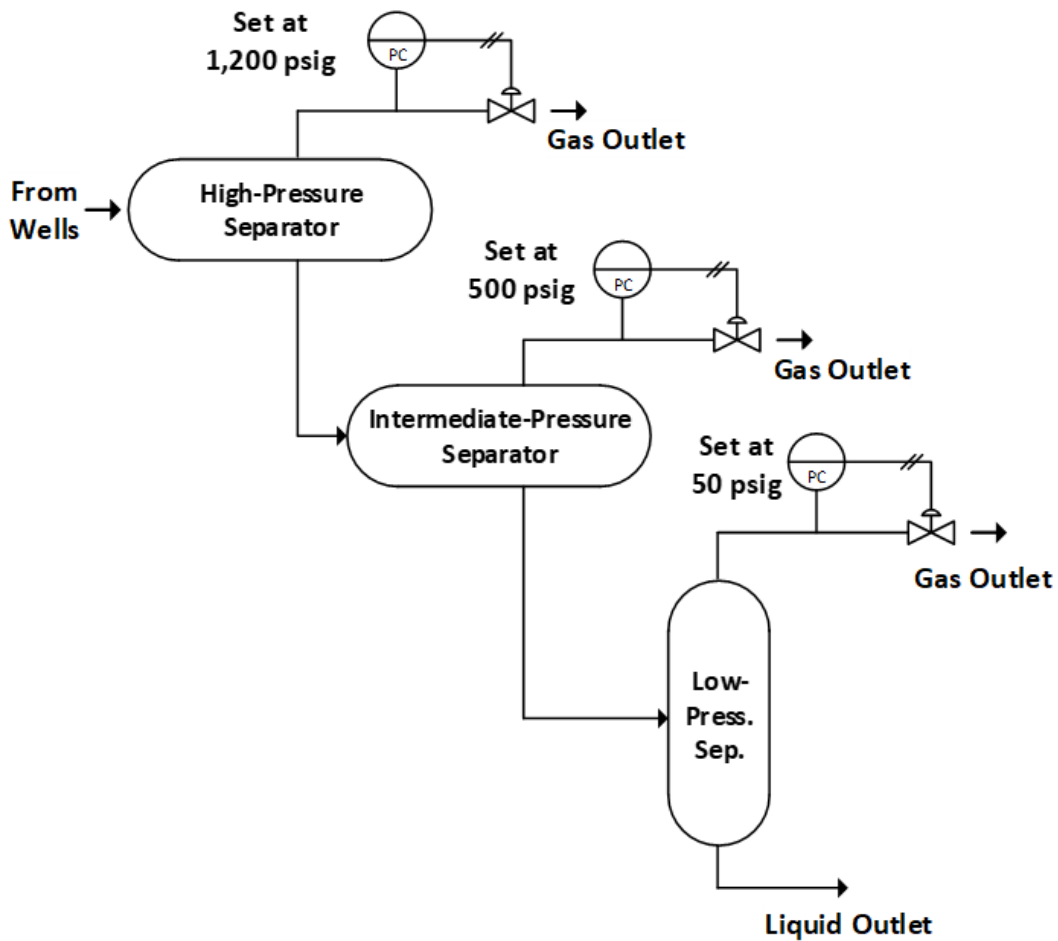 Set at
1,200 psig
PC
Gas Outlet
From
Wells
High-Pressure
Separator
Set at
500 psig
PC
Gas Outlet
Intermediate-Pressure
Separator
Set at
50 psig
PC
Gas Outlet
Low-
Press.
Sep.
Liquid Outlet